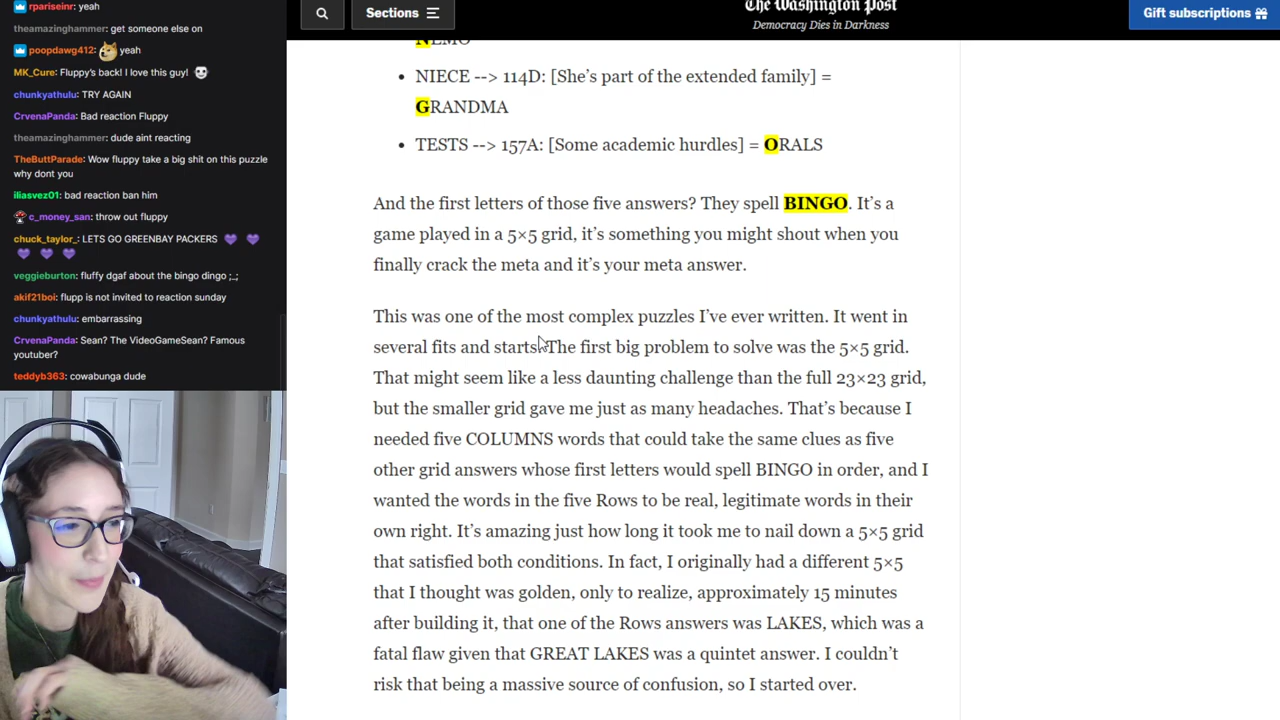 rpariseinr: yeah
theamazinghammer: get someone else on
poopdawg412: yeah
MK_Cure: Fluppy's back! I love this guy!
chunkyathulu: TRY AGAIN
CrvenaPanda: Bad reaction Fluppy
theamazinghammer: dude aint reacting
TheButtParade: Wow fluppy take a big shit on this puzzle
why dont you
iliasvez01: bad reaction ban him
c_money_san: throw out fluppy
chuck_taylor_: LETS GO GREENBAY PACKERS
veggieburton: fluffy dgaf about the bingo dingo ;_;
akif21boi: flupp is not invited to reaction sunday
chunkyathulu: embarrassing
CrvenaPanda: Sean? The VideoGameSean? Famous
youtuber?
teddyb363: cowabunga dude
Sections
The Washington Post
Democracy Dies in Darkness
Gift subscriptions
NEMO
• NIECE --> 114D: [She’s part of the extended family] =
GRANDMA
• TESTS --> 157A: [Some academic hurdles] = ORALS
And the first letters of those five answers? They spell BINGO. It’s a
game played in a 5×5 grid, it’s something you might shout when you
finally crack the meta and it’s your meta answer.
This was one of the most complex puzzles I’ve ever written. It went in
several fits and starts. The first big problem to solve was the 5×5 grid.
That might seem like a less daunting challenge than the full 23×23 grid,
but the smaller grid gave me just as many headaches. That’s because I
needed five COLUMNS words that could take the same clues as five
other grid answers whose first letters would spell BINGO in order, and I
wanted the words in the five Rows to be real, legitimate words in their
own right. It’s amazing just how long it took me to nail down a 5×5 grid
that satisfied both conditions. In fact, I originally had a different 5×5
that I thought was golden, only to realize, approximately 15 minutes
after building it, that one of the Rows answers was LAKES, which was a
fatal flaw given that GREAT LAKES was a quintet answer. I couldn’t
risk that being a massive source of confusion, so I started over.